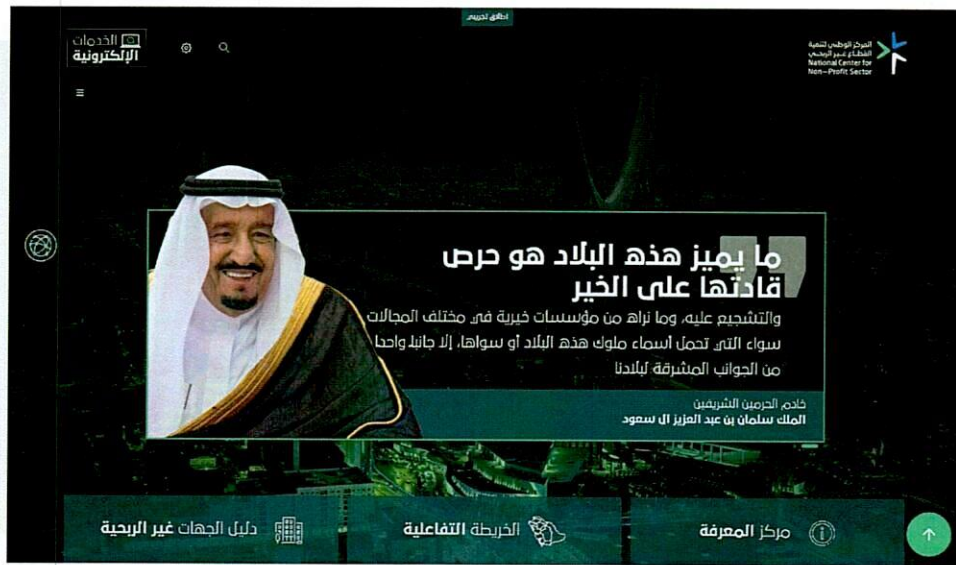 اطلاق تجريبي
المركز الوطني لتنمية
القطاع غير الربحي
National Center for
Non-Profit Sector
الخدمات
الإلكترونية
ما يميز هذه البلاد هو حرص
قادتها على الخير
والتشجيع عليه، وما نراه من مؤسسات خيرية في مختلف المجالات
سواء التي تحمل أسماء ملوك هذه البلاد أو سواها، إلا جانبا واحدا
من الجوانب المشرقة لبلادنا
خادم الحرمين الشريفين
الملك سلمان بن عبد العزيز ال سعود
مركز المعرفة
الخريطة التفاعلية
دليل الجهات غير الربحية